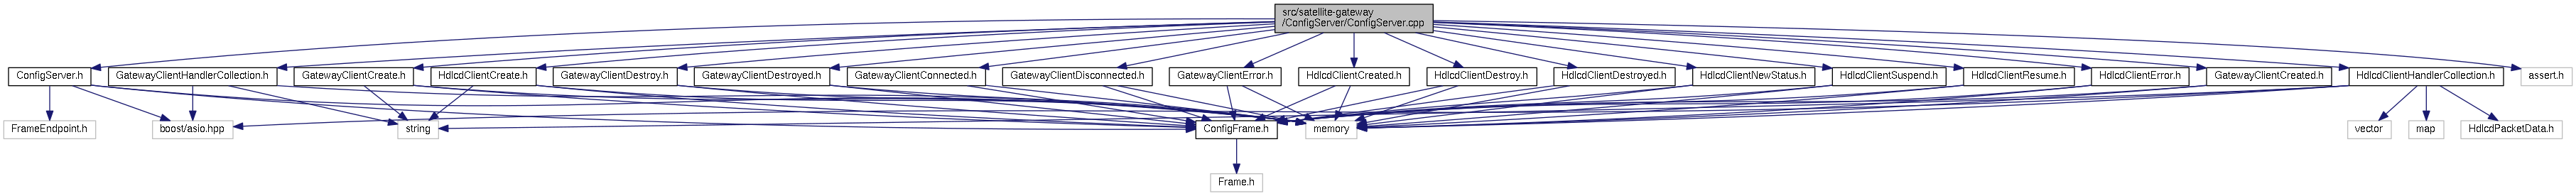 src/satellite-gateway
/ConfigServer/ConfigServer.cpp
ConfigServer.h
GatewayClientHandlerCollection.h
GatewayClientCreate.h
HdlcdClientCreate.h
GatewayClientDestroy.h
GatewayClientDestroyed.h
GatewayClientConnected.h
GatewayClientDisconnected.h
GatewayClientError.h
HdlcdClientCreated.h
HdlcdClientDestroy.h
HdlcdClientDestroyed.h
HdlcdClientNewStatus.h
HdlcdClientSuspend.h
HdlcdClientResume.h
HdlcdClientError.h
GatewayClientCreated.h
HdlcdClientHandlerCollection.h
assert.h
FrameEndpoint.h
boost/asio.hpp
string
ConfigFrame.h
memory
vector
map
HdlcdPacketData.h
Frame.h